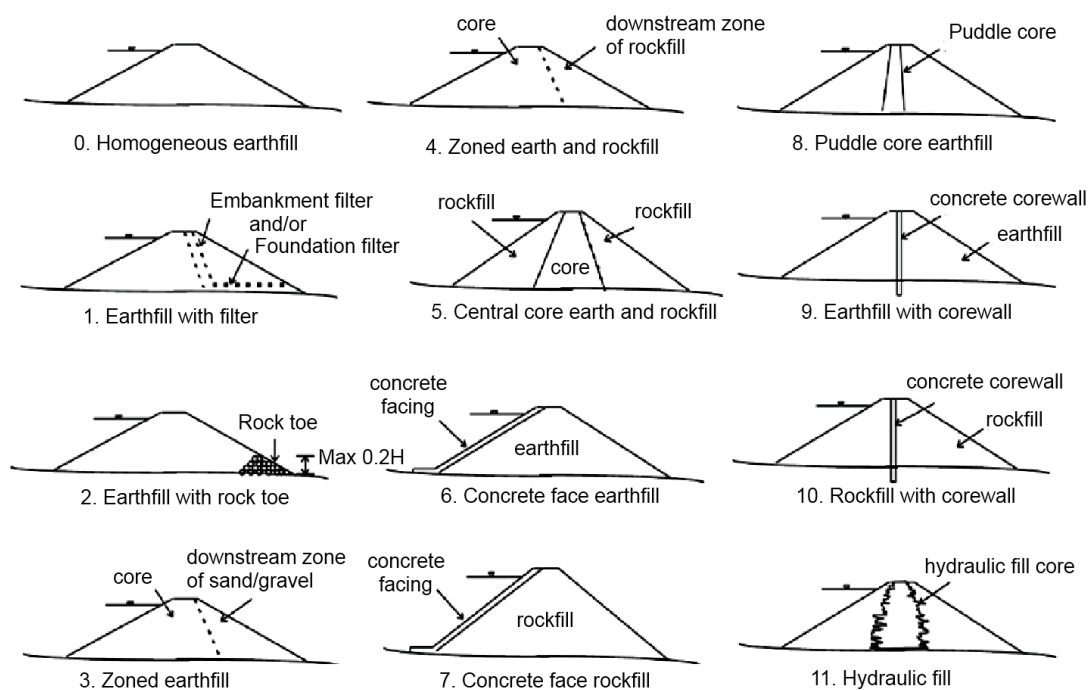 0. Homogeneous earthfill
Embankment filter
and/or
Foundation filter
1. Earthfill with filter
Rock toe
Max 0.2H
2. Earthfill with rock toe
core
downstream zone
of sand/gravel
3. Zoned earthfill
core
downstream zone
of rockfill
4. Zoned earth and rockfill
rockfill
rockfill
core
5. Central core earth and rockfill
concrete
facing
earthfill
6. Concrete face earthfill
concrete
facing
rockfill
7. Concrete face rockfill
Puddle core
8. Puddle core earthfill
concrete corewall
earthfill
9. Earthfill with corewall
concrete corewall
rockfill
10. Rockfill with corewall
hydraulic fill core
11. Hydraulic fill